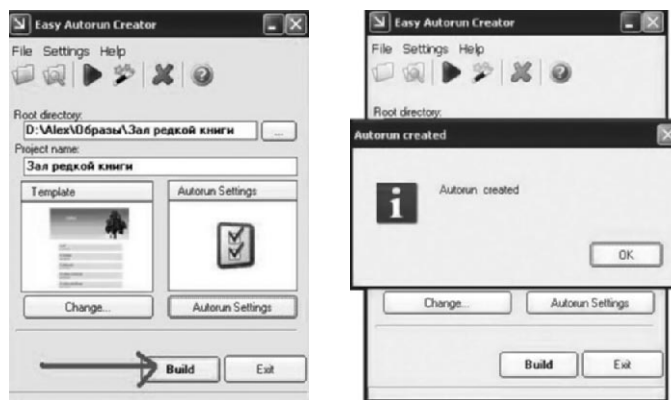 Easy Autorun Creator
File Settings Help
Root directory:
D:\Alex\Образы\Зал редкой книги
...
Project name:
Зал редкой книги
Template
Autorun Settings
Change...
Autorun Settings
Build
Exit
Easy Autorun Creator
File Settings Help
Root directory:
Autorun created
Autorun created
OK
Change...
Autorun Settings
Build
Exit